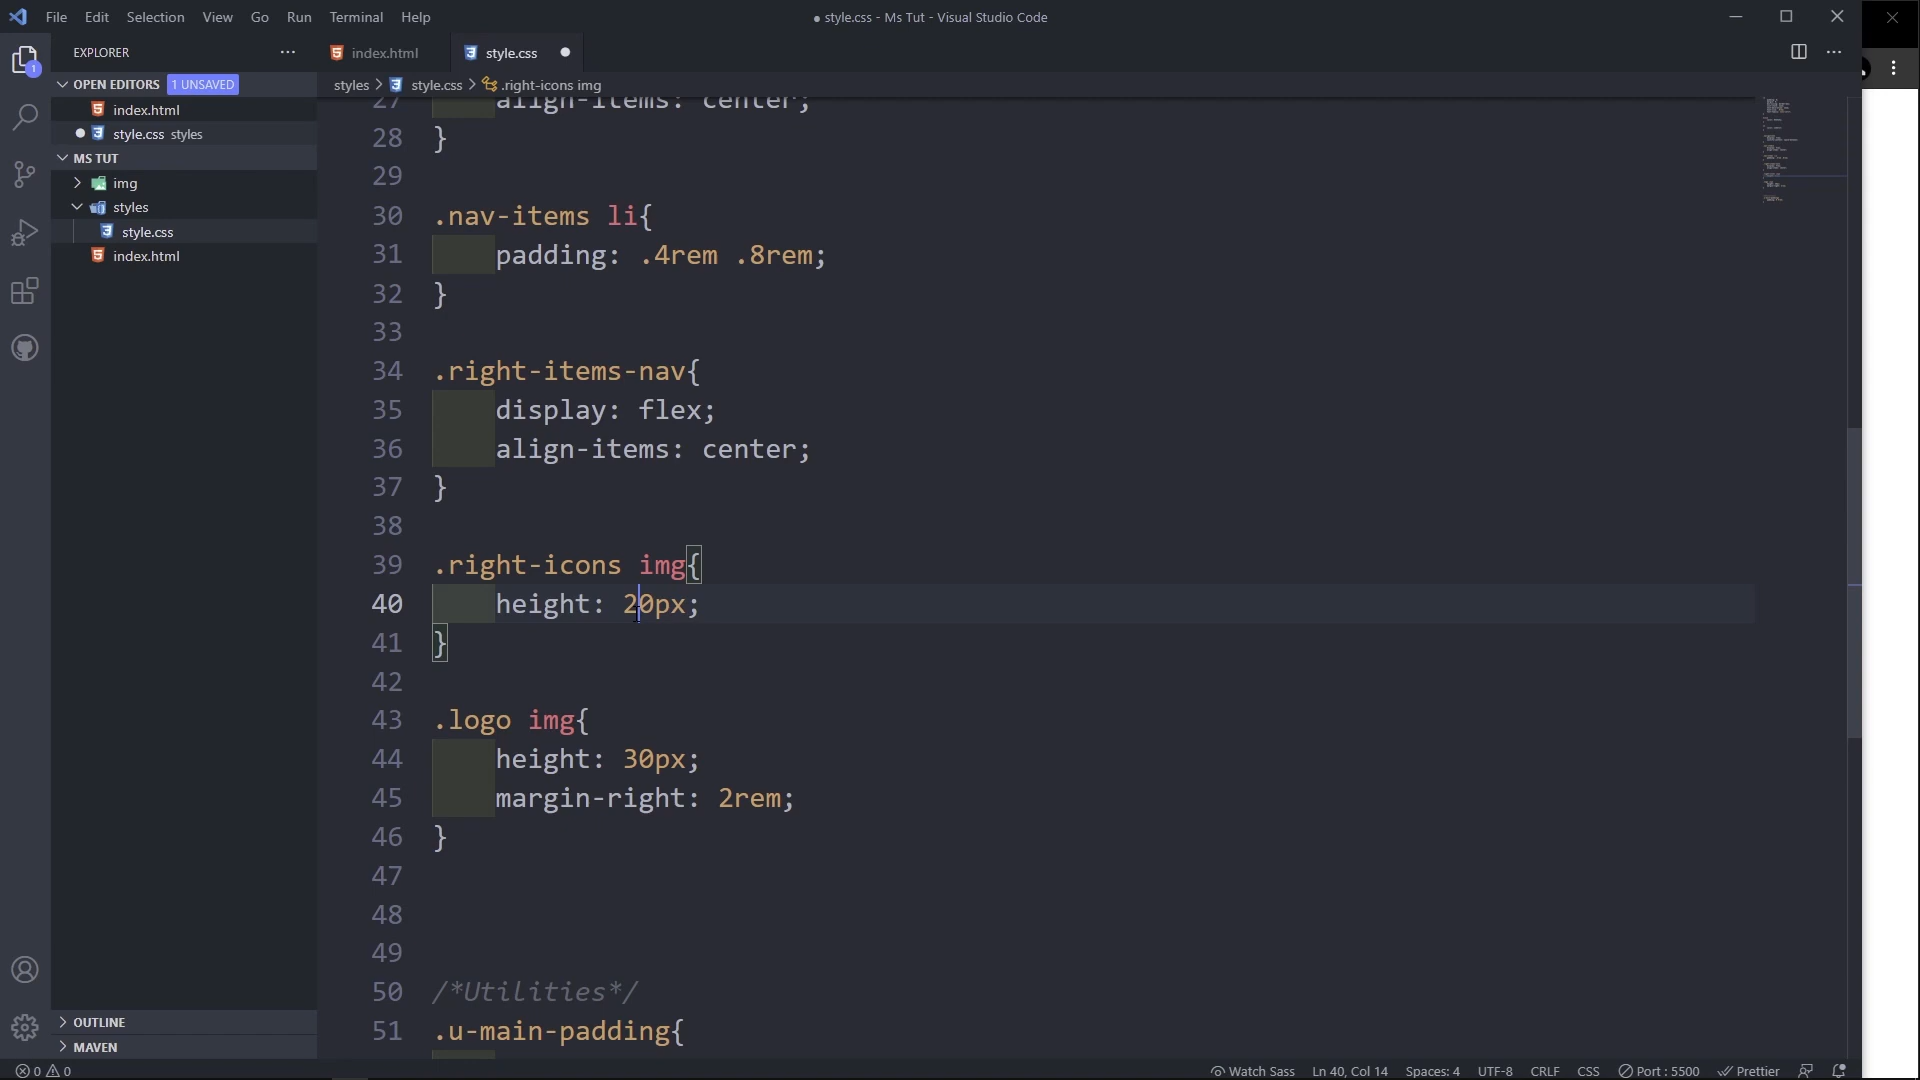 File Edit Selection View Go Run Terminal Help
● style.css - Ms Tut - Visual Studio Code
EXPLORER
index.html
style.css
OPEN EDITORS 1 UNSAVED
styles > style.css > .right-icons img
1
index.html
style.css styles
MS TUT
img
styles
style.css
index.html
27 align-items: center;
28 }
29
30 .nav-items li{
31 padding: .4rem .8rem;
32 }
33
34 .right-items-nav{
35 display: flex;
36 align-items: center;
37 }
38
39 .right-icons img{
40 height: 20px;
41 }
42
43 .logo img{
44 height: 30px;
45 margin-right: 2rem;
46 }
47
48
49
50 /*Utilities*/
51 .u-main-padding{
OUTLINE
MAVEN
0 0
Watch Sass Ln 40, Col 14 Spaces: 4 UTF-8 CRLF CSS Port : 5500 Prettier